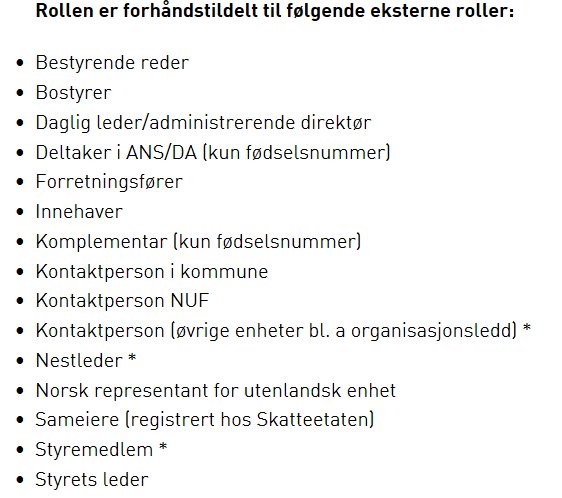 Rollen er forhåndstildelt til følgende eksterne roller:
• Bestyrende reder
• Bostyrer
• Daglig leder/administrerende direktør
• Deltaker i ANS/DA (kun fødselsnummer)
• Forretningsfører
• Innehaver
• Komplementar (kun fødselsnummer)
• Kontaktperson i kommune
• Kontaktperson NUF
• Kontaktperson (øvrige enheter bl. a organisasjonsledd) *
• Nestleder *
• Norsk representant for utenlandsk enhet
• Sameiere (registrert hos Skatteetaten)
• Styremedlem *
• Styrets leder